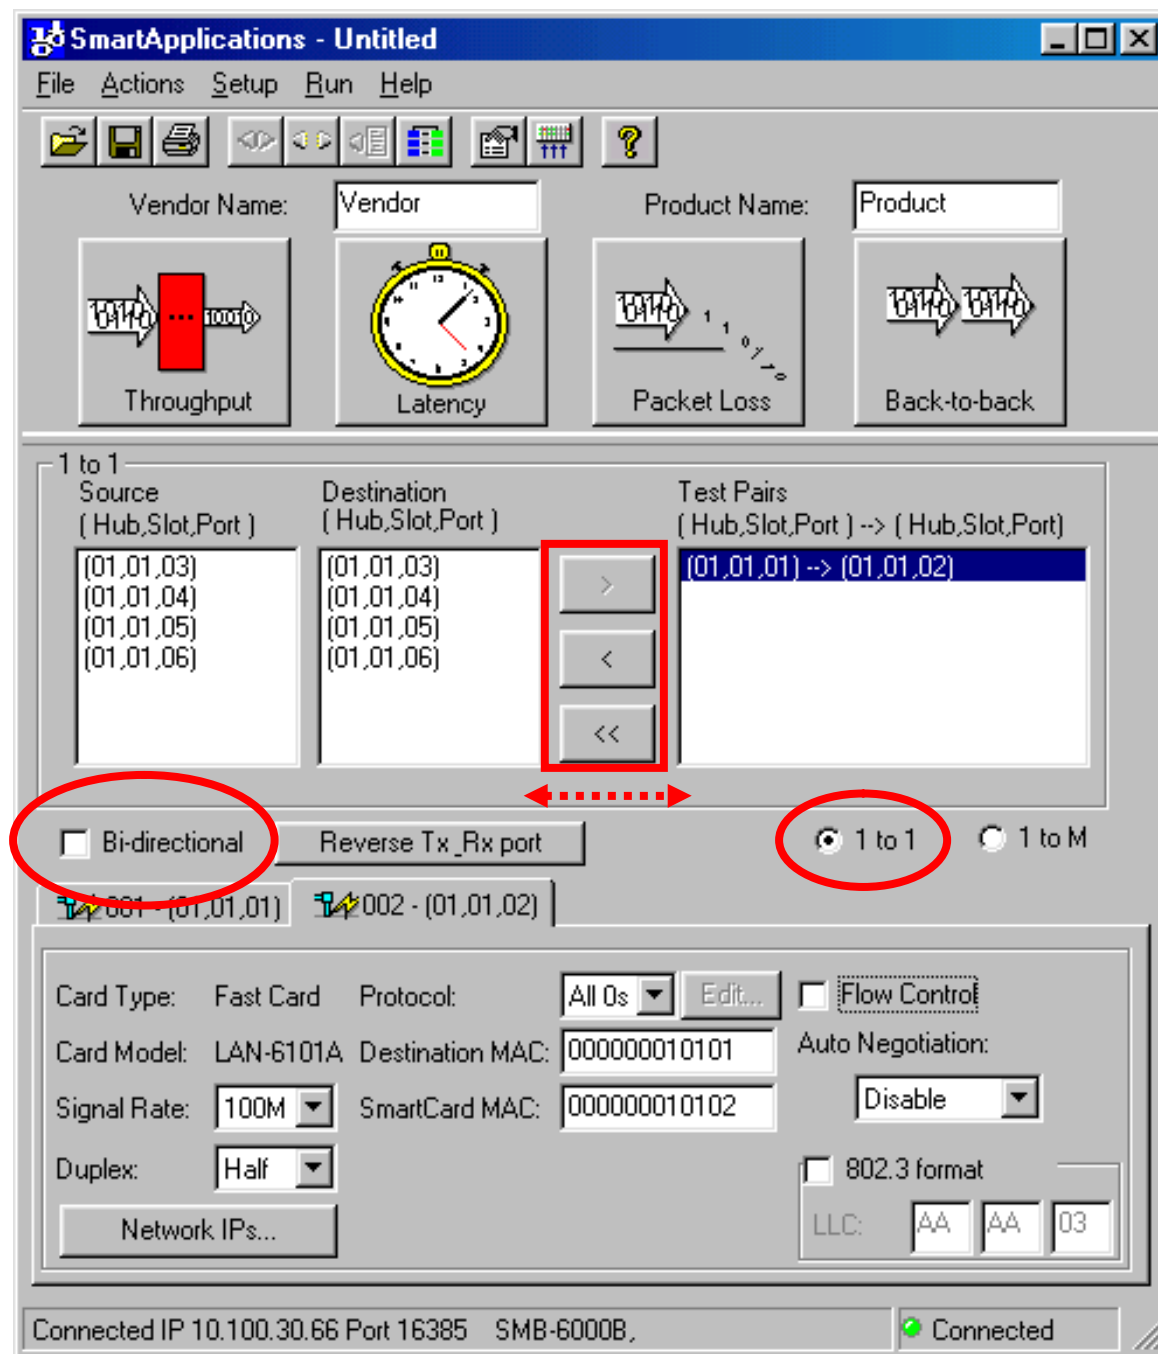 SmartApplications - Untitled
File Actions Setup Run Help
Vendor Name: Vendor Product Name: Product
Throughput Latency Packet Loss Back-to-back
1 to 1
Source Destination Test Pairs
( Hub,Slot,Port ) ( Hub,Slot,Port ) ( Hub,Slot,Port ) --> ( Hub,Slot,Port)
(01,01,03) (01,01,03) > (01,01,01) --> (01,01,02)
(01,01,04) (01,01,04)
(01,01,05) (01,01,05)
(01,01,06) (01,01,06) <
<<
Bi-directional Reverse Tx_Rx port 1 to 1 1 to M
001 - (01,01,01) 002 - (01,01,02)
Card Type: Fast Card Protocol: All 0s Edit... Flow Control
Card Model: LAN-6101A Destination MAC: 000000010101 Auto Negotiation:
Signal Rate: 100M SmartCard MAC: 000000010102 Disable
Duplex: Half 802.3 format
Network IPs... LLC: AA AA 03
Connected IP 10.100.30.66 Port 16385 SMB-6000B, Connected